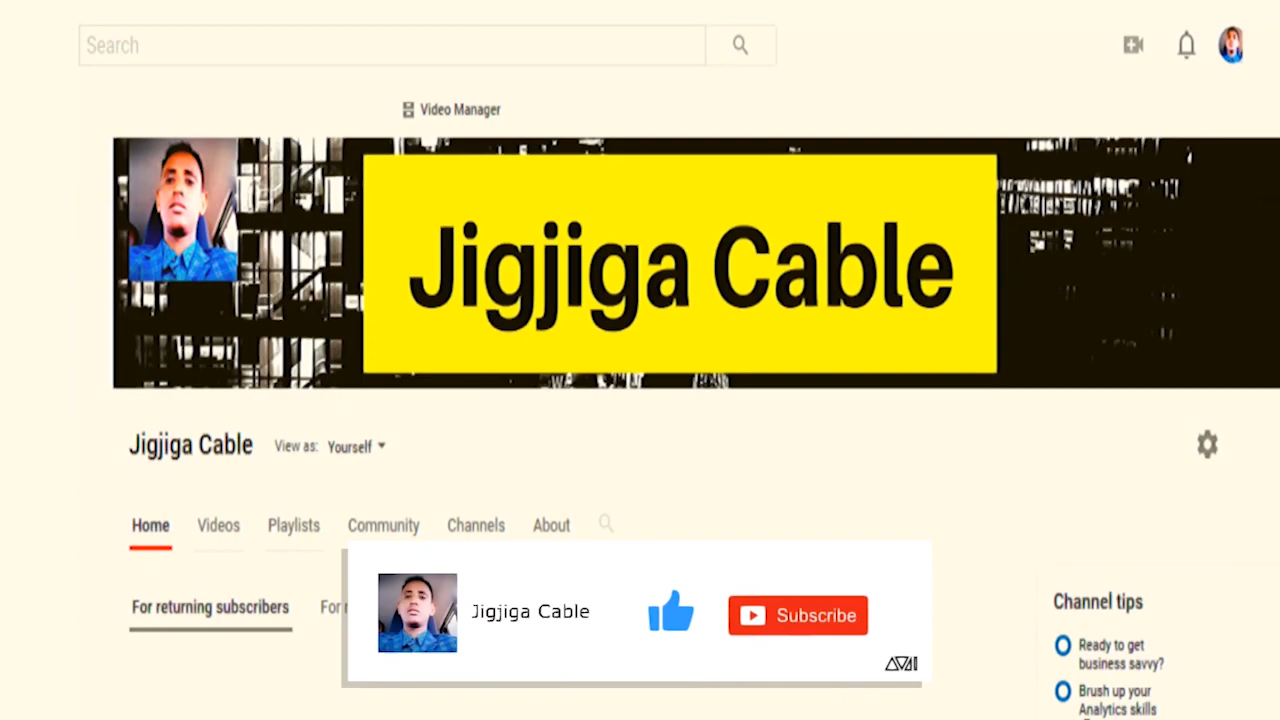 Search
Video Manager
Jigjiga Cable
Jigjiga Cable View as: Yourself
Home Videos Playlists Community Channels About
For returning subscribers For
Jigjiga Cable Subscribe
Channel tips
Ready to get
business savvy?
Brush up your
Analytics skills